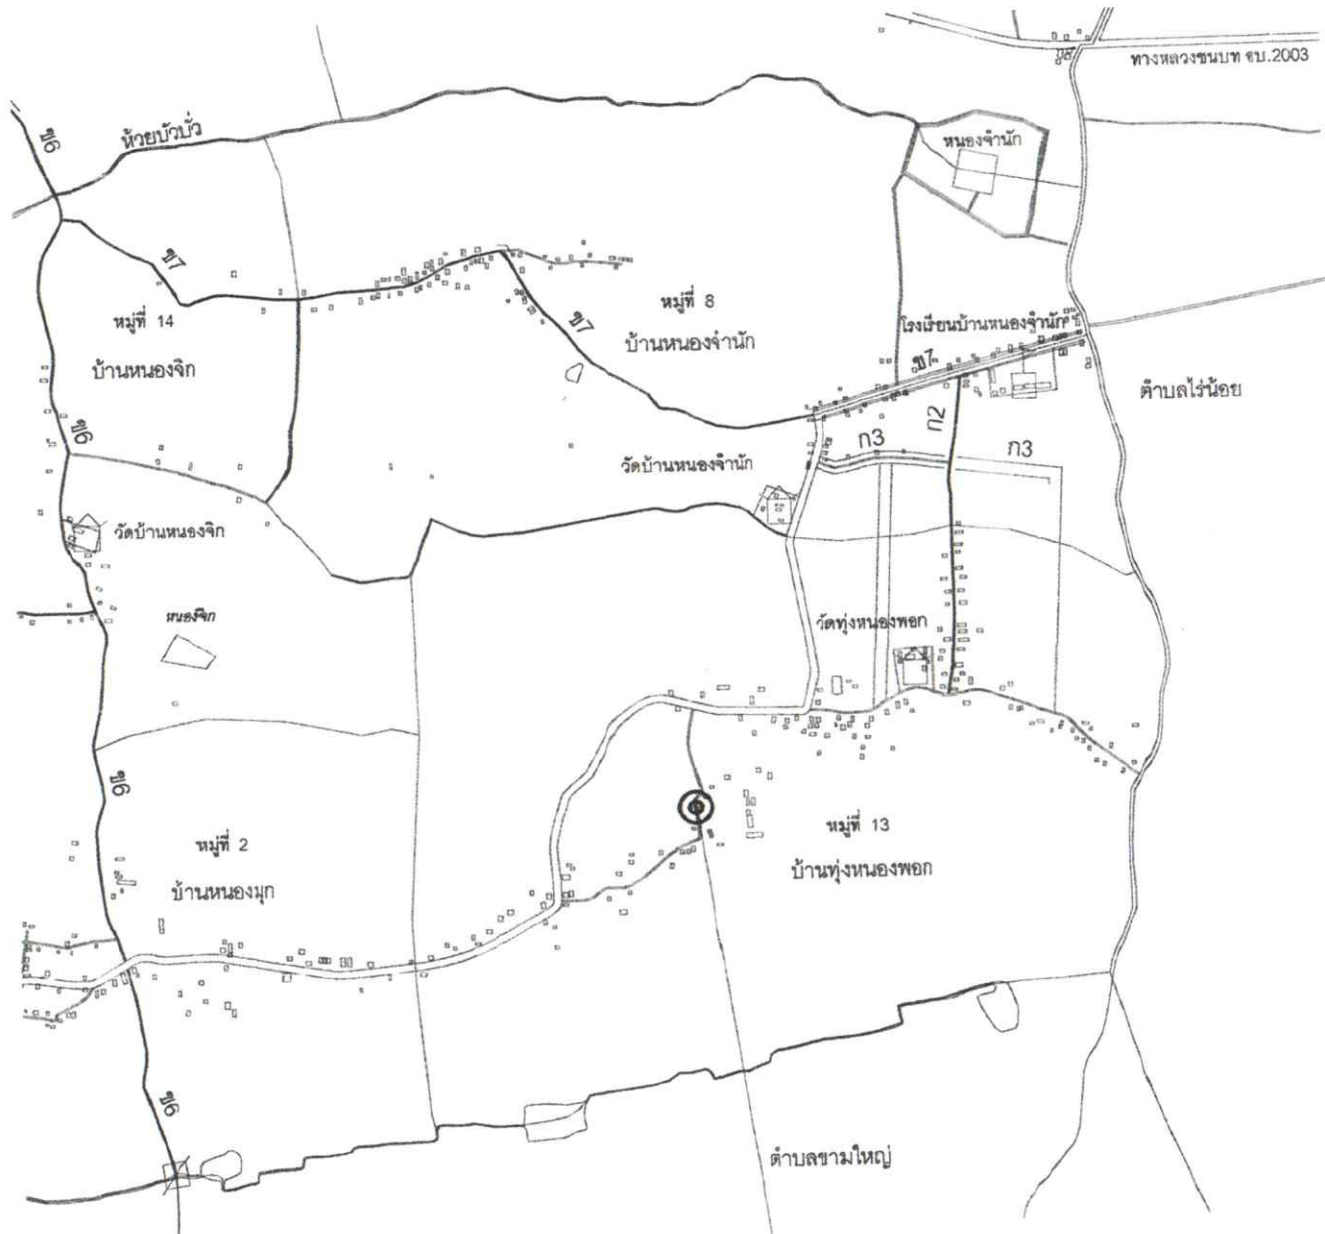 ทางหลวงชนบท อบ.2003
ข6
ห้วยบัวบั่ว
หนองจำนัก
ข7
หมู่ที่ 14
บ้านหนองจิก
หมู่ที่ 8
บ้านหนองจำนัก
ข7
โรงเรียนบ้านหนองจำนัก
ข7
ตำบลไร่น้อย
ข6
ก3
ก2
ก3
วัดบ้านหนองจำนัก
วัดบ้านหนองจิก
หนองจิก
วัดทุ่งหนองพอก
ข6
หมู่ที่ 2
บ้านหนองมุก
หมู่ที่ 13
บ้านทุ่งหนองพอก
ข6
ตำบลขามใหญ่